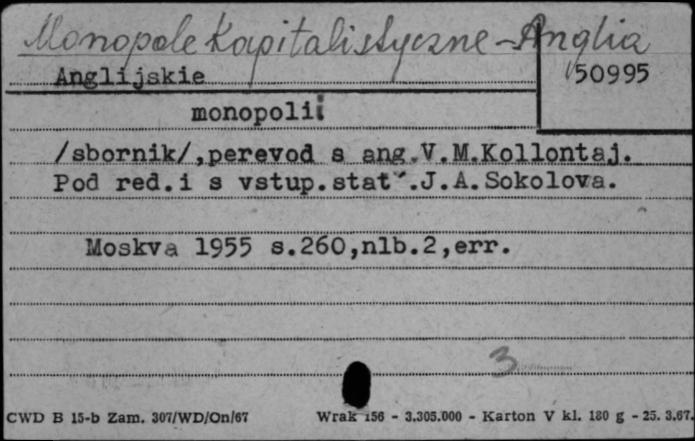 Monopole kapitalistyczne - Anglia
Anglijskie
50995
monopolii
/sbornik/,perevod s ang.V.M.Kollontaj.
Pod red.i s vstup.stat'.J.A.Sokolova.
Moskva 1955 s.260,nlb.2,err.
3
CWD B 15-b Zam. 307/WD/On/67
Wrak 156 - 3.305.000 - Karton V kl. 180 g - 25. 3.67.